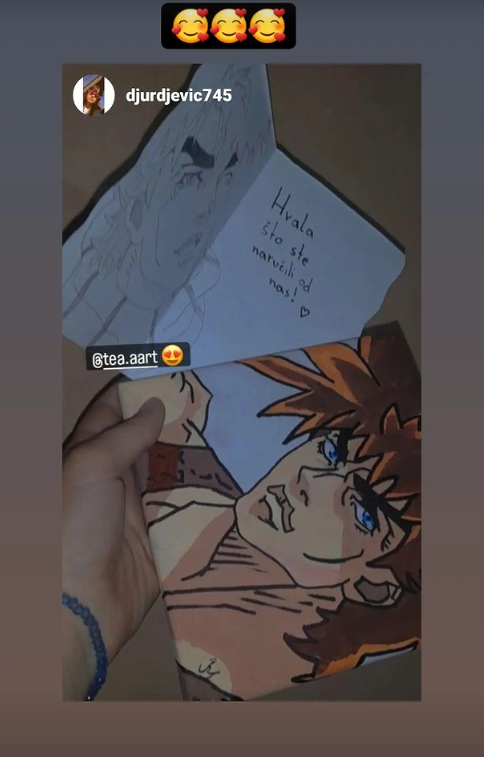 🥰🥰🥰
djurdjevic745
Hvala
što ste
naručili od
nas! ♡
@tea.aart 😍